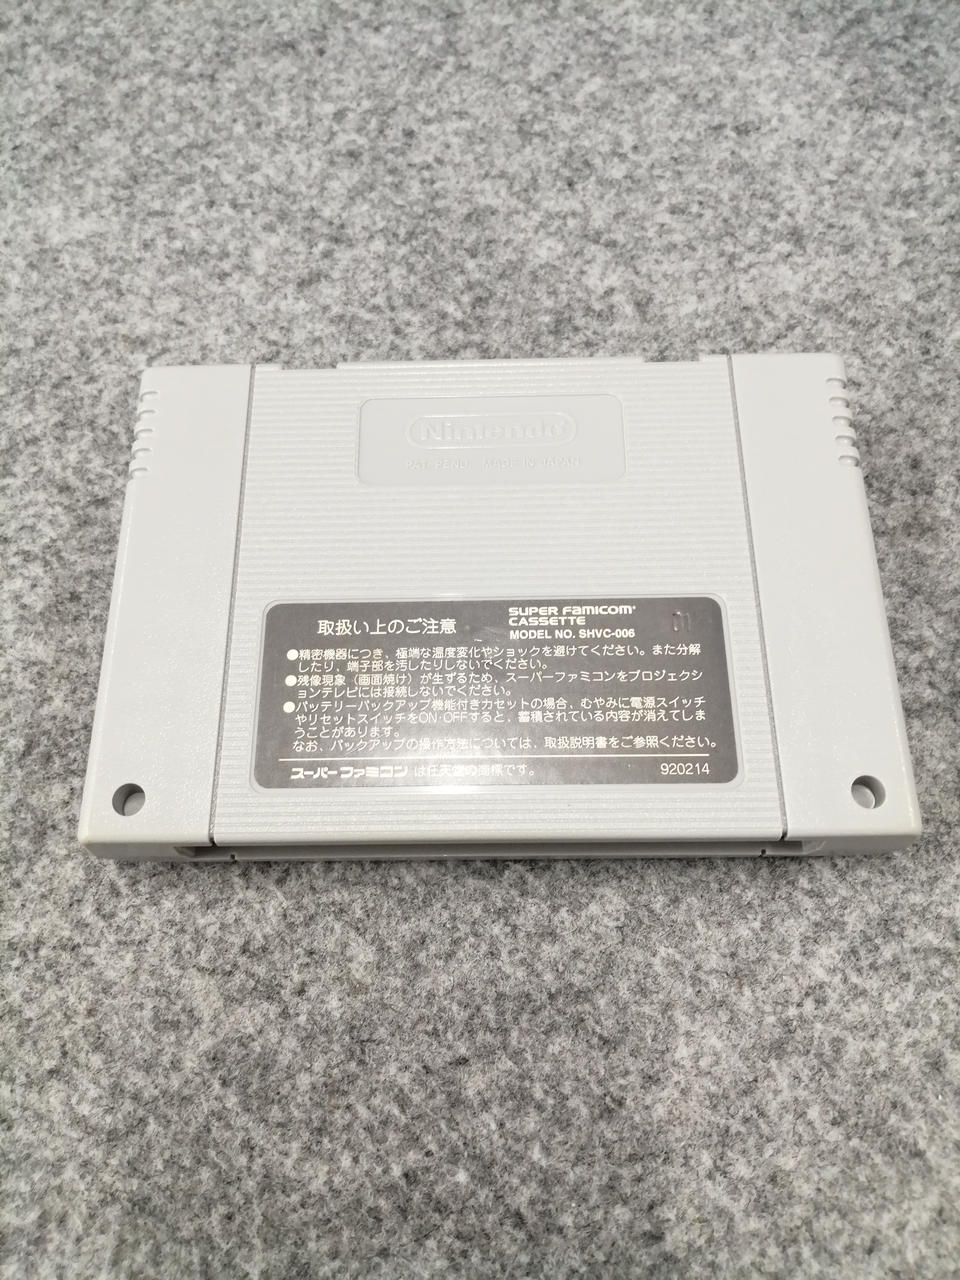 Nintendo
PAT. PEND. MADE IN JAPAN
取扱い上のご注意
SUPER FAMICOM
CASSETTE
MODEL NO. SHVC-006
01
●精密機器につき、極端な温度変化やショックを避けてください。また分解
したり、端子部を汚したりしないでください。
●残像現象(画面焼け)が生ずるため、スーパーファミコンをプロジェクシ
ョンテレビには接続しないでください。
●バッテリーバックアップ機能付きカセットの場合、むやみに電源スイッチ
やリセットスイッチをON・OFFすると、蓄積されている内容が消えてしま
うことがあります。
なお、バックアップの操作方法については、取扱説明書をご参照ください。
スーパーファミコンは任天堂の商標です。
920214